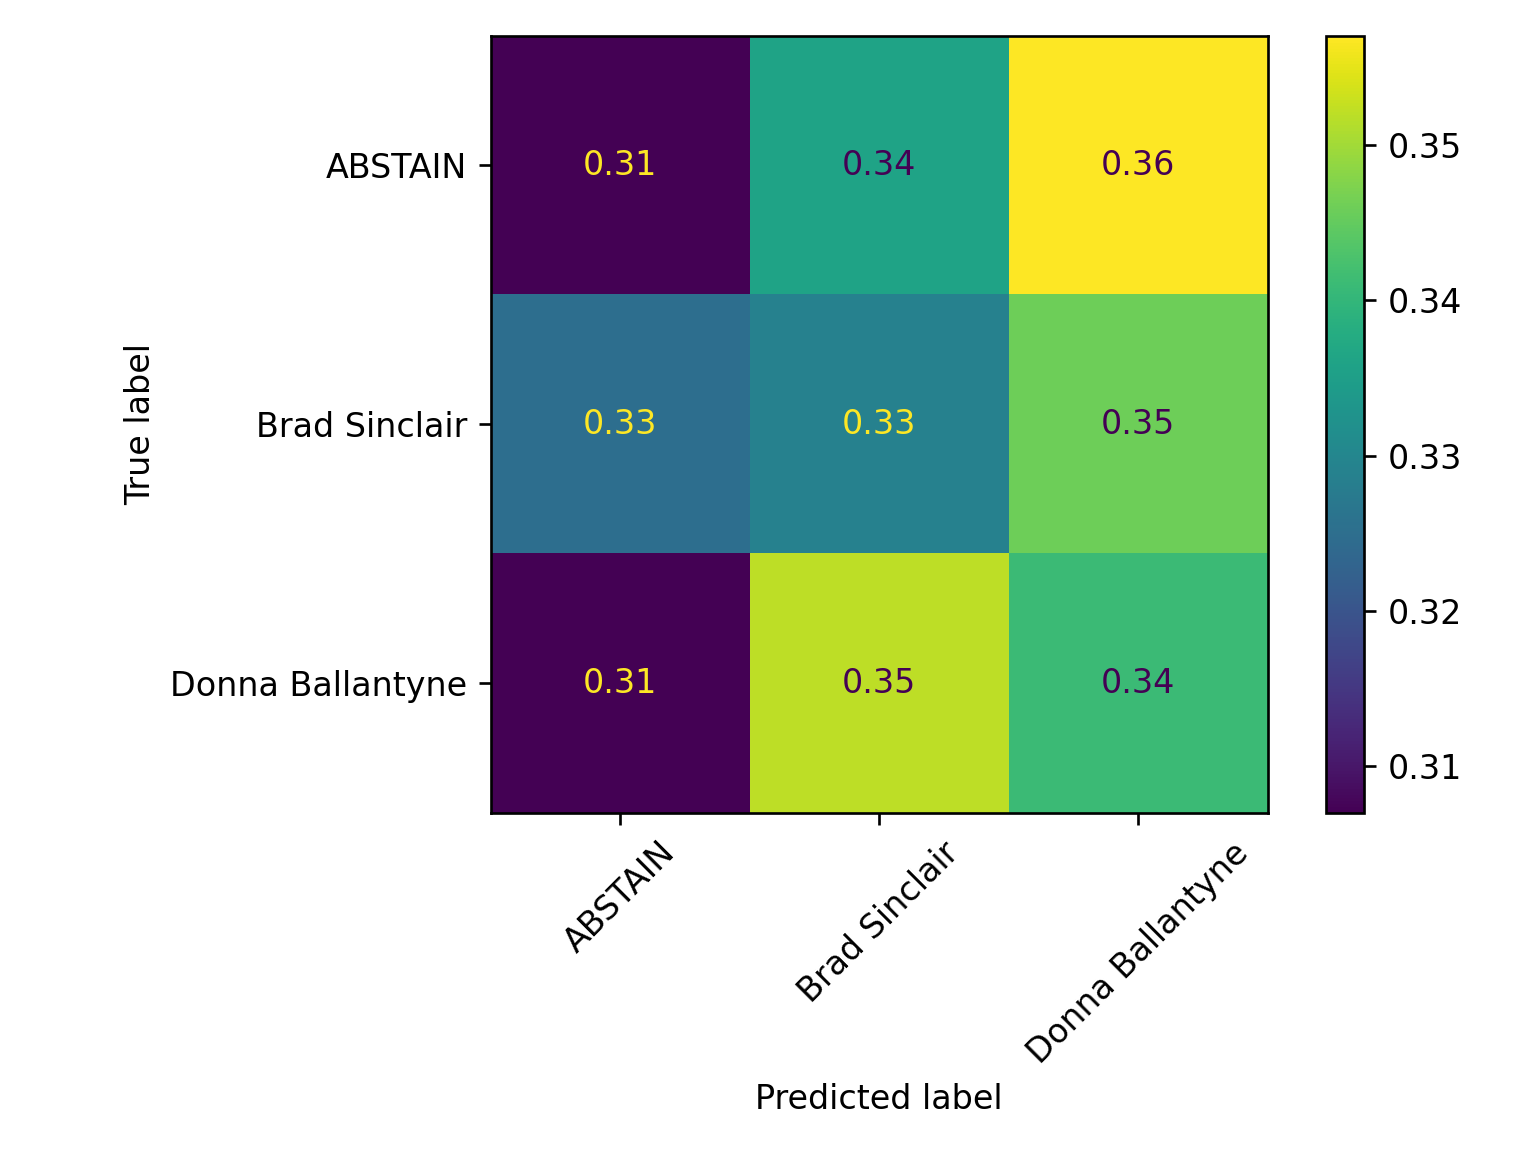 True label
ABSTAIN
Brad Sinclair
Donna Ballantyne
0.31 0.34 0.36
0.33 0.33 0.35
0.31 0.35 0.34
ABSTAIN
Brad Sinclair
Donna Ballantyne
Predicted label
0.35
0.34
0.33
0.32
0.31